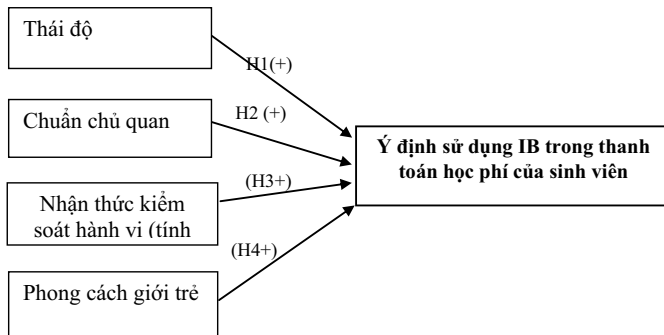 Thái độ
H1(+)
H2 (+)
Chuẩn chủ quan
Ý định sử dụng IB trong thanh
toán học phí của sinh viên
(H3+)
Nhận thức kiểm
soát hành vi (tính
(H4+)
Phong cách giới trẻ